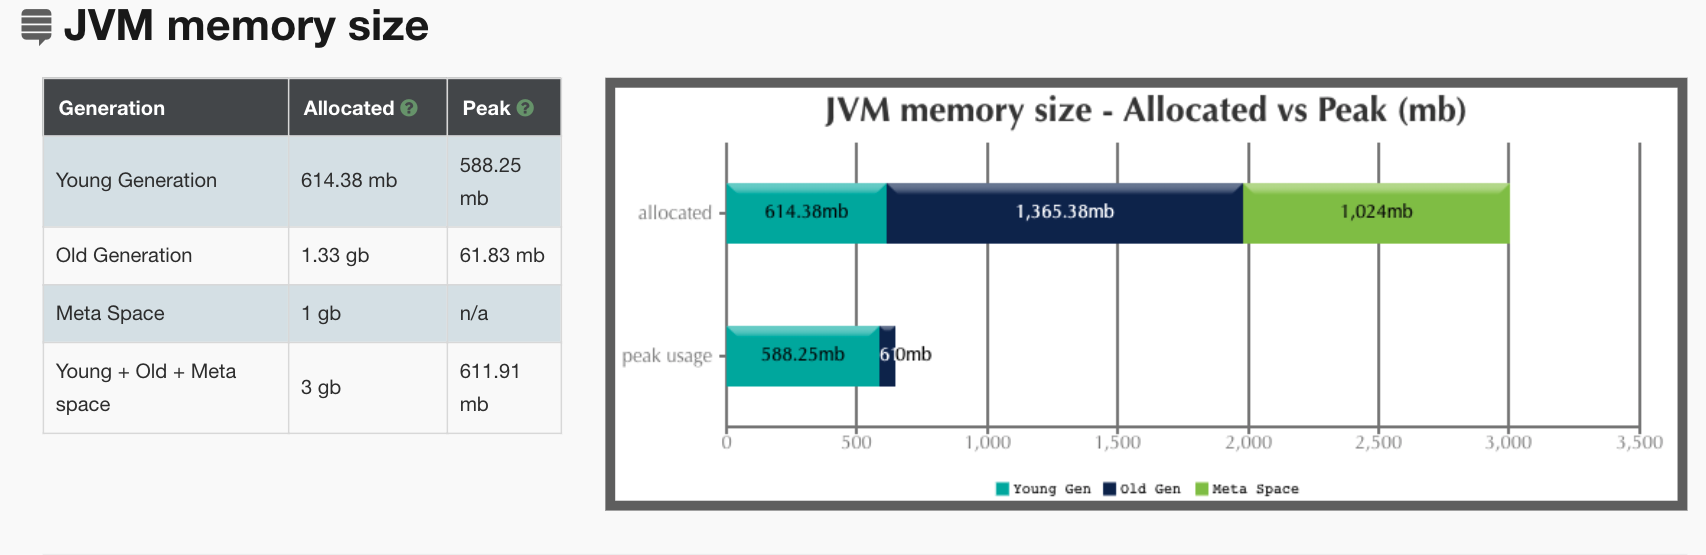 JVM memory size
Generation Allocated ? Peak ?
Young Generation 614.38 mb 588.25 mb
Old Generation 1.33 gb 61.83 mb
Meta Space 1 gb n/a
Young + Old + Meta space 3 gb 611.91 mb
JVM memory size - Allocated vs Peak (mb)
allocated 614.38mb 1,365.38mb 1,024mb
peak usage 588.25mb 0mb
0 500 1,000 1,500 2,000 2,500 3,000 3,500
Young Gen Old Gen Meta Space